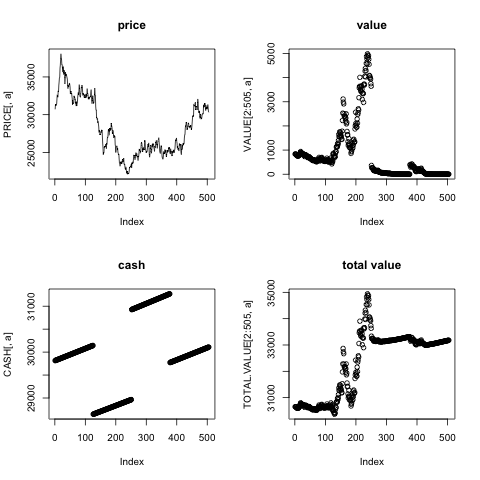 price
PRICE[, a]
25000 30000 35000
0 100 200 300 400 500
Index
value
VALUE[2:505, a]
0 1000 3000 5000
0 100 200 300 400 500
Index
cash
CASH[, a]
29000 30000 31000
0 100 200 300 400 500
Index
total value
TOTAL.VALUE[2:505, a]
31000 33000 35000
0 100 200 300 400 500
Index